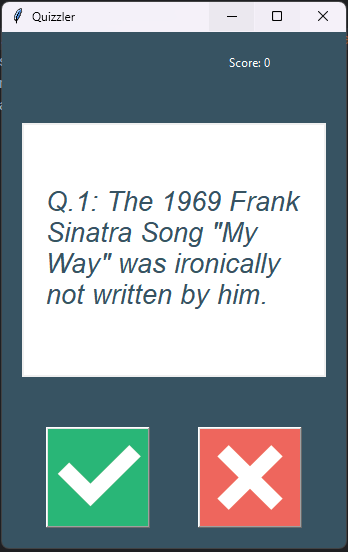 Quizzler
Score: 0
Q.1: The 1969 Frank
Sinatra Song "My
Way" was ironically
not written by him.